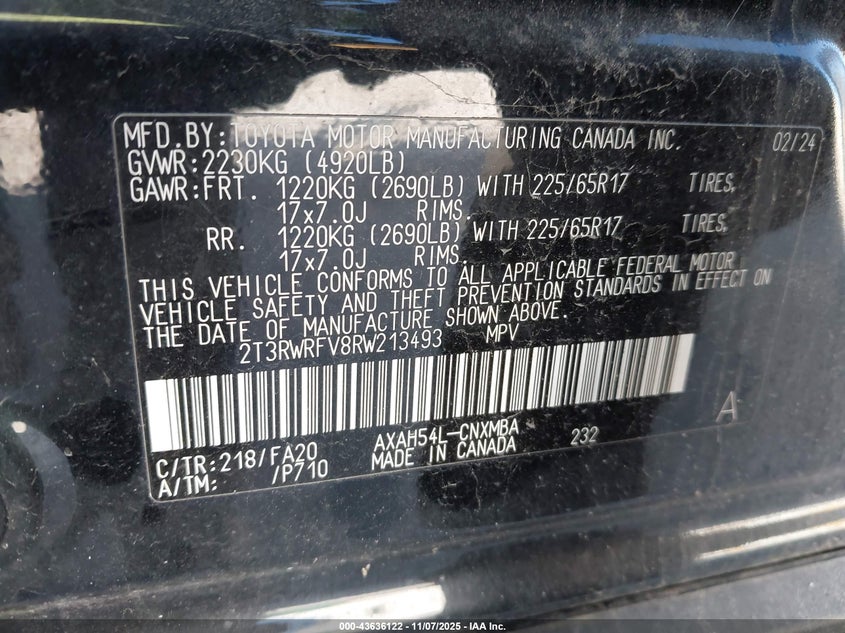 MFD.BY:TOYOTA MOTOR MANUFACTURING CANADA INC. 02/24
GVWR:2230KG (4920LB)
GAWR:FRT. 1220KG (2690LB) WITH 225/65R17 TIRES,
17x7.0J RIMS.
RR. 1220KG (2690LB) WITH 225/65R17 TIRES,
17x7.0J RIMS.
THIS VEHICLE CONFORMS TO ALL APPLICABLE FEDERAL MOTOR
VEHICLE SAFETY AND THEFT PREVENTION STANDARDS IN EFFECT ON
THE DATE OF MANUFACTURE SHOWN ABOVE.
2T3RWRFV8RW213493 MPV
A
C/TR:218/FA20 AXAH54L-CNXMBA 232
A/TM: /P710 MADE IN CANADA
000-43636122 — 11/07/2025 — IAA Inc.